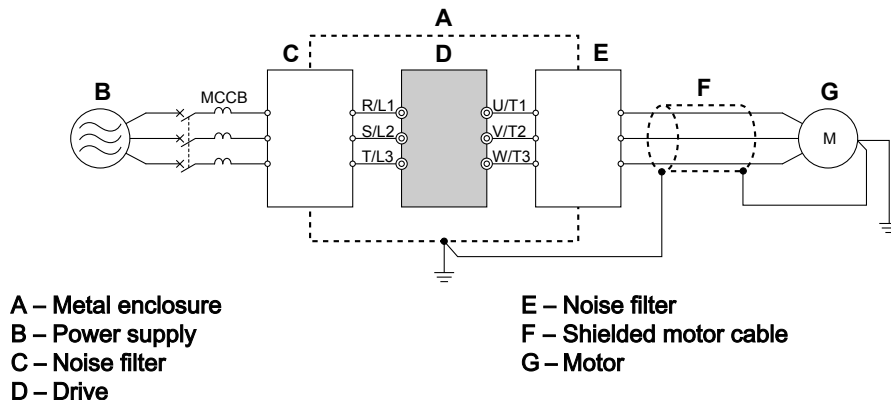 A
C
D
E
B
MCCB
F
G
R/L1
U/T1
S/L2
V/T2
M
T/L3
W/T3
A – Metal enclosure
B – Power supply
C – Noise filter
D – Drive
E – Noise filter
F – Shielded motor cable
G – Motor